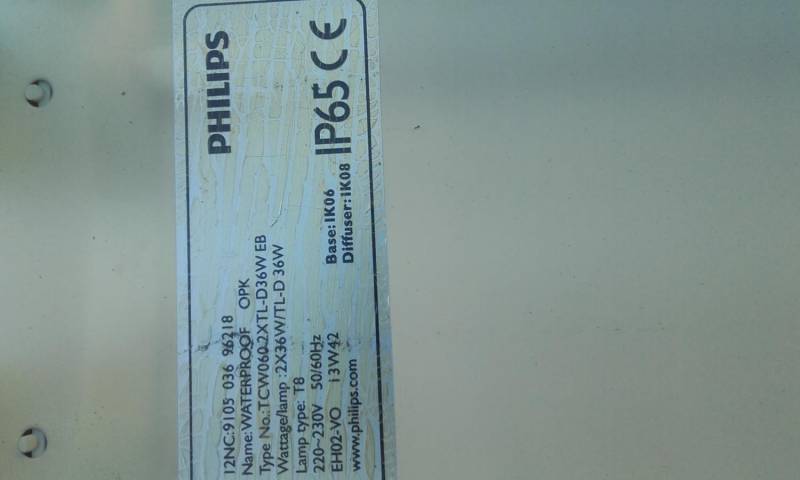 PHILIPS
IP65 CE
12NC:9105 036 96218
Name:WATERPROOF OPK
Type No.:TCW060 2XTL-D36W EB
Wattage/lamp :2X36W/TL-D 36W
Lamp type: T8
220~230V 50/60Hz
EH02-VO 13W42
www.philips.com
Base:IK06
Diffuser:IK08